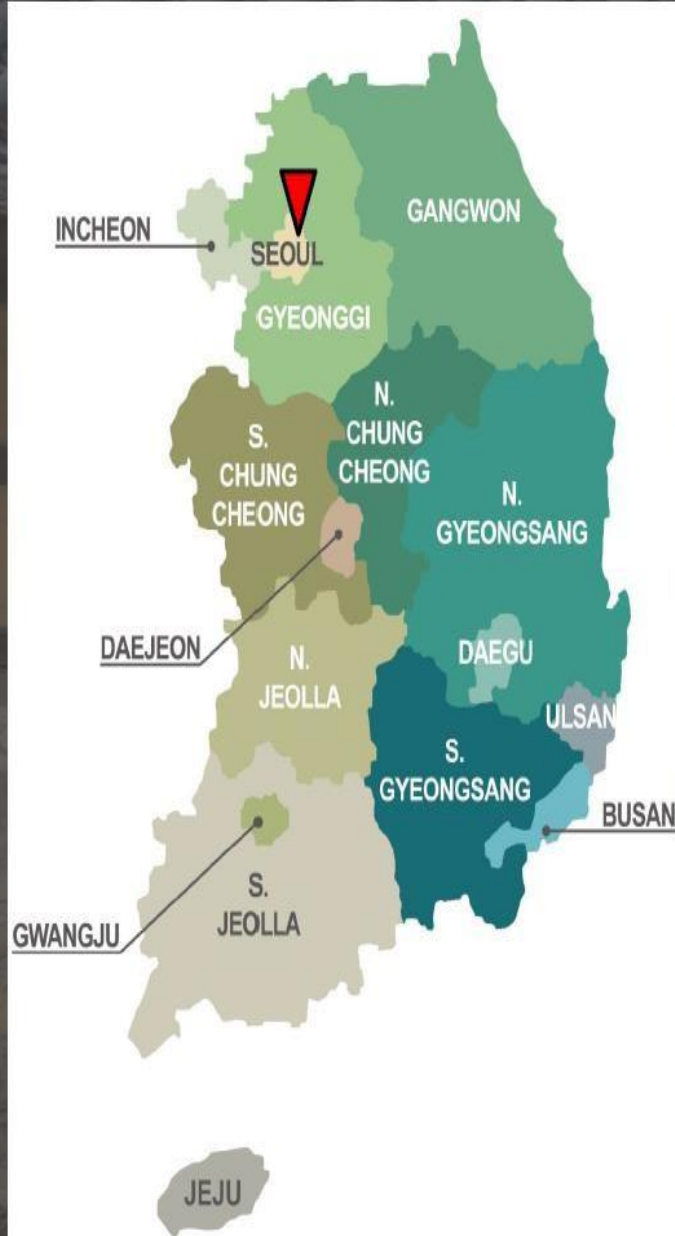 GANGWON
INCHEON
SEOUL
GYEONGGI
N.
CHUNG
CHEONG
S.
CHUNG
CHEONG
N.
GYEONGSANG
DAEJEON
DAEGU
N.
JEOLLA
ULSAN
S.
GYEONGSANG
BUSAN
S.
JEOLLA
GWANGJU
JEJU